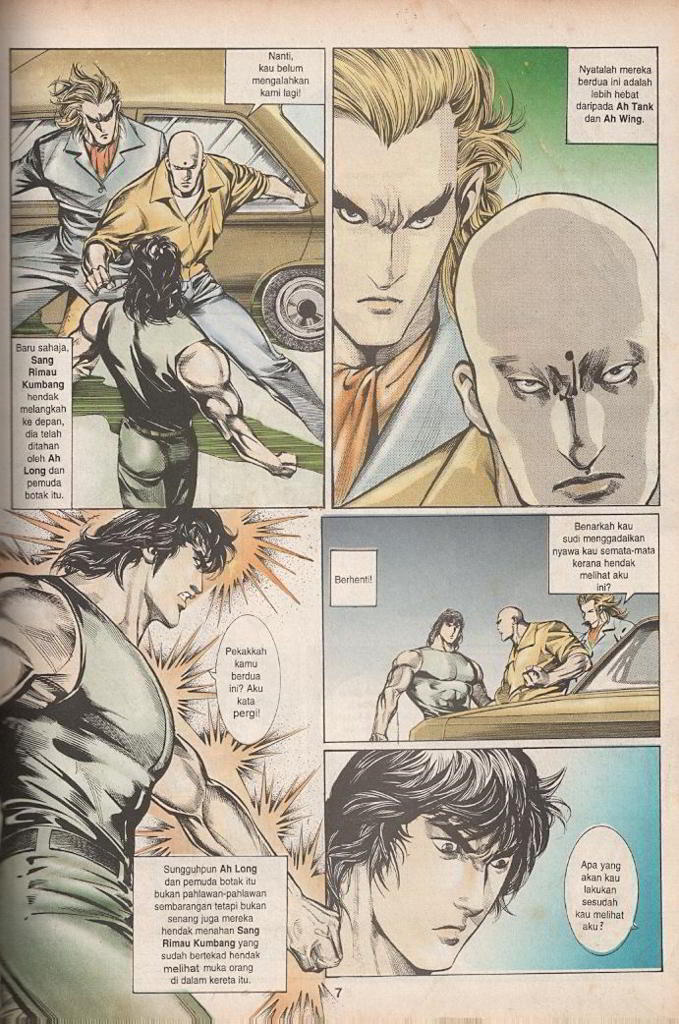 Nanti,
kau belum
mengalahkan
kami lagi!
Baru sahaja,
Sang
Rimau
Kumbang
hendak
melangkah
ke depan,
dia telah
ditahan
oleh Ah
Long dan
pemuda
botak itu.
Nyatalah mereka
berdua ini adalah
lebih hebat
daripada Ah Tank
dan Ah Wing.
Pekakkah
kamu
berdua
ini? Aku
kata
pergi!
Sungguhpun Ah Long
dan pemuda botak itu
bukan pahlawan-pahlawan
sembarangan tetapi bukan
senang juga mereka
hendak menahan Sang
Rimau Kumbang yang
sudah bertekad hendak
melihat muka orang
di dalam kereta itu.
Berhenti!
Benarkah kau
sudi menggadaikan
nyawa kau semata-mata
kerana hendak
melihat aku
ini?
Apa yang
akan kau
lakukan
sesudah
kau melihat
aku?
7